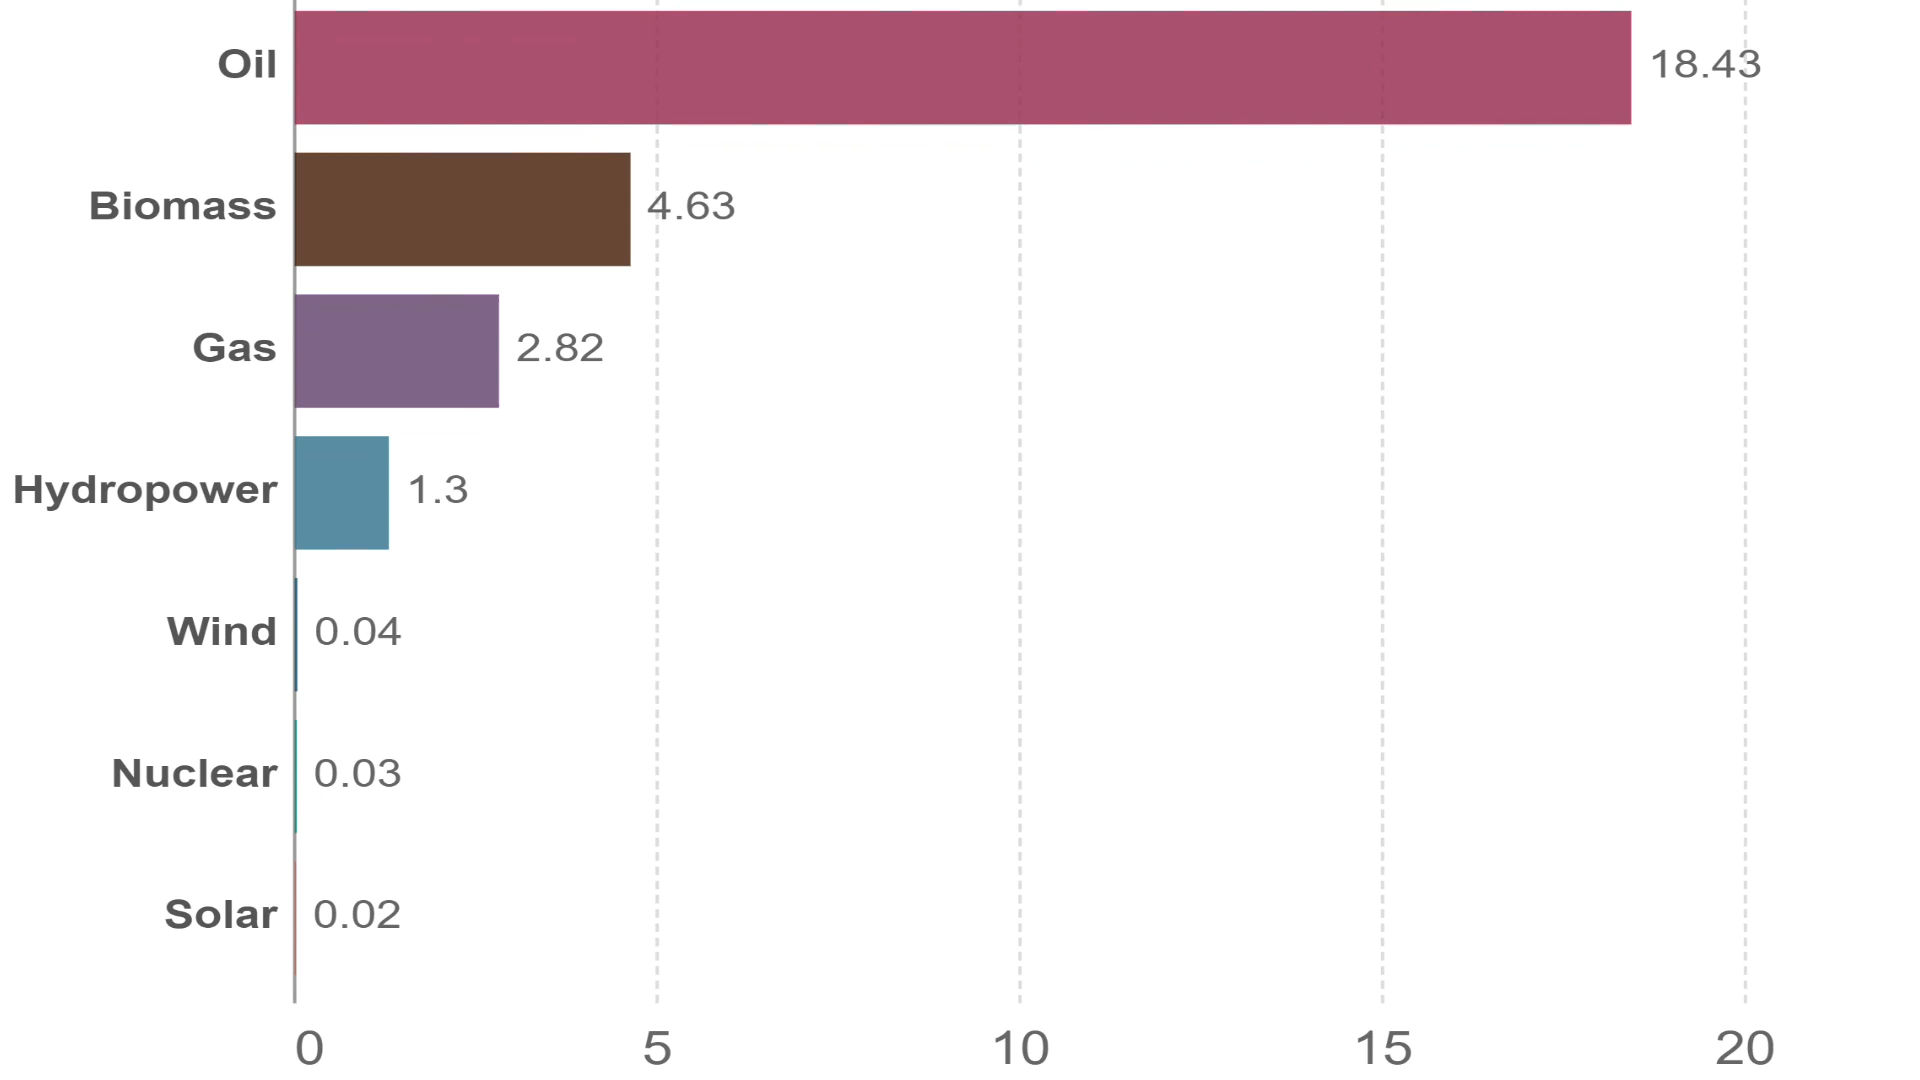 Oil 18.43
Biomass 4.63
Gas 2.82
Hydropower 1.3
Wind 0.04
Nuclear 0.03
Solar 0.02
0 5 10 15 20